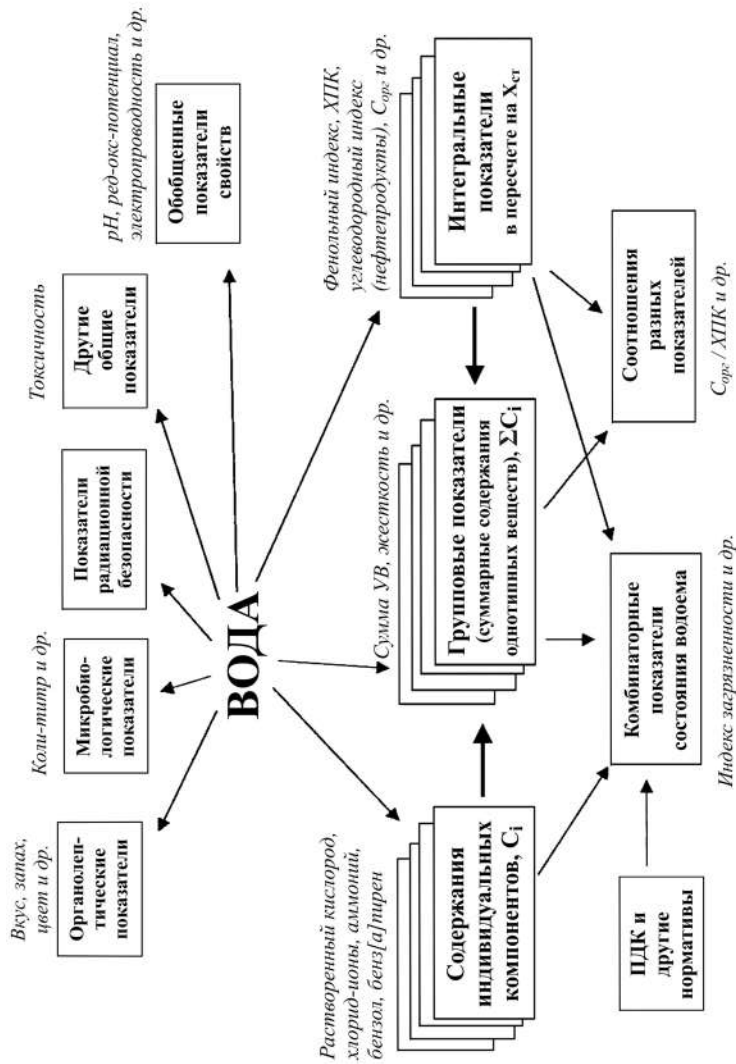 Вкус, запах,
цвет и др.
Органолеп-
тические
показатели
Коли-титр и др.
Микробио-
логические
показатели
Показатели
радиационной
безопасности
Токсичность
Другие
общие
показатели
pH, ред-окс-потенциал,
электропроводность и др.
Обобщенные
показатели
свойств
ВОДА
Растворенный кислород,
хлорид-ионы, аммоний,
бензол, бенз[а]пирен
Содержания
индивидуальных
компонентов, Ci
Сумма УВ, жесткость и др.
Групповые показатели
(суммарные содержания
однотипных веществ), ΣCi
Фенольный индекс, ХПК,
углеводородный индекс
(нефтепродукты), Сорг и др.
Интегральные
показатели
в пересчете на Xст
ПДК и
другие
нормативы
Комбинаторные
показатели
состояния водоема
Индекс загрязненности и др.
Соотношения
разных
показателей
Сорг / ХПК и др.